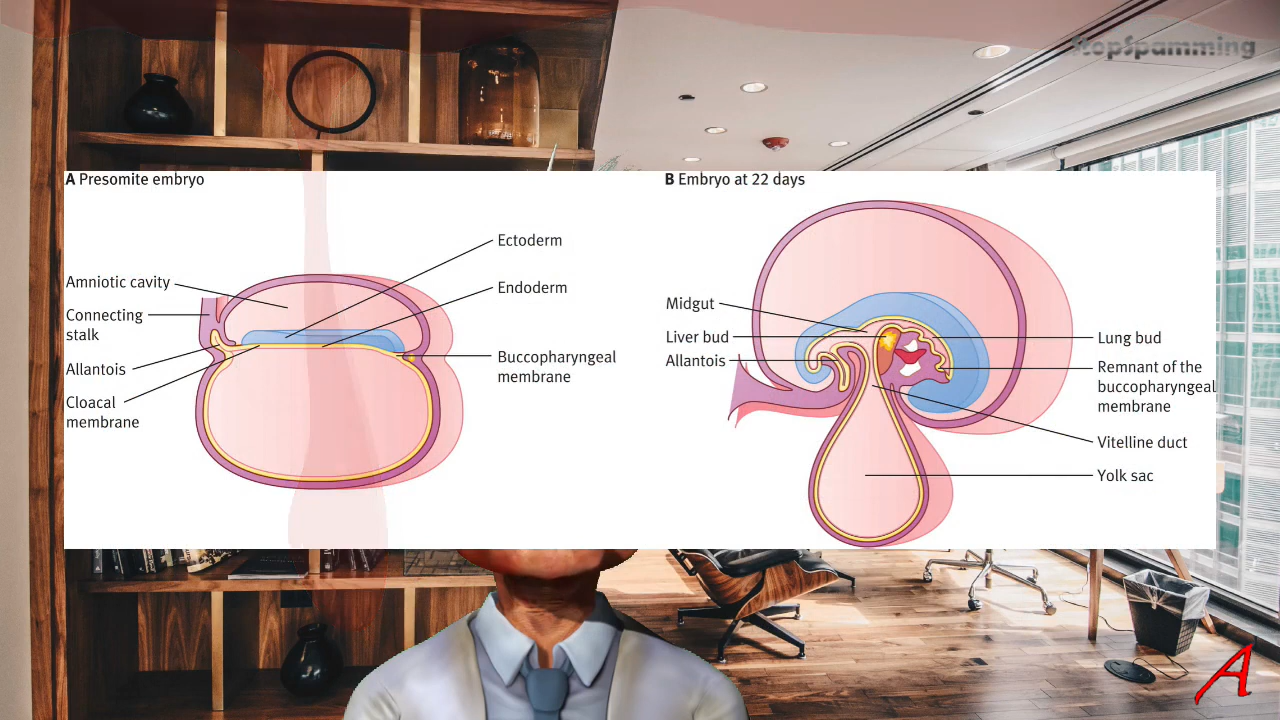 StopSpamming
A Presomite embryo
Ectoderm
Endoderm
Amniotic cavity
Connecting
stalk
Allantois
Cloacal
membrane
Buccopharyngeal
membrane
B Embryo at 22 days
Midgut
Liver bud
Allantois
Lung bud
Remnant of the
buccopharyngeal
membrane
Vitelline duct
Yolk sac
A